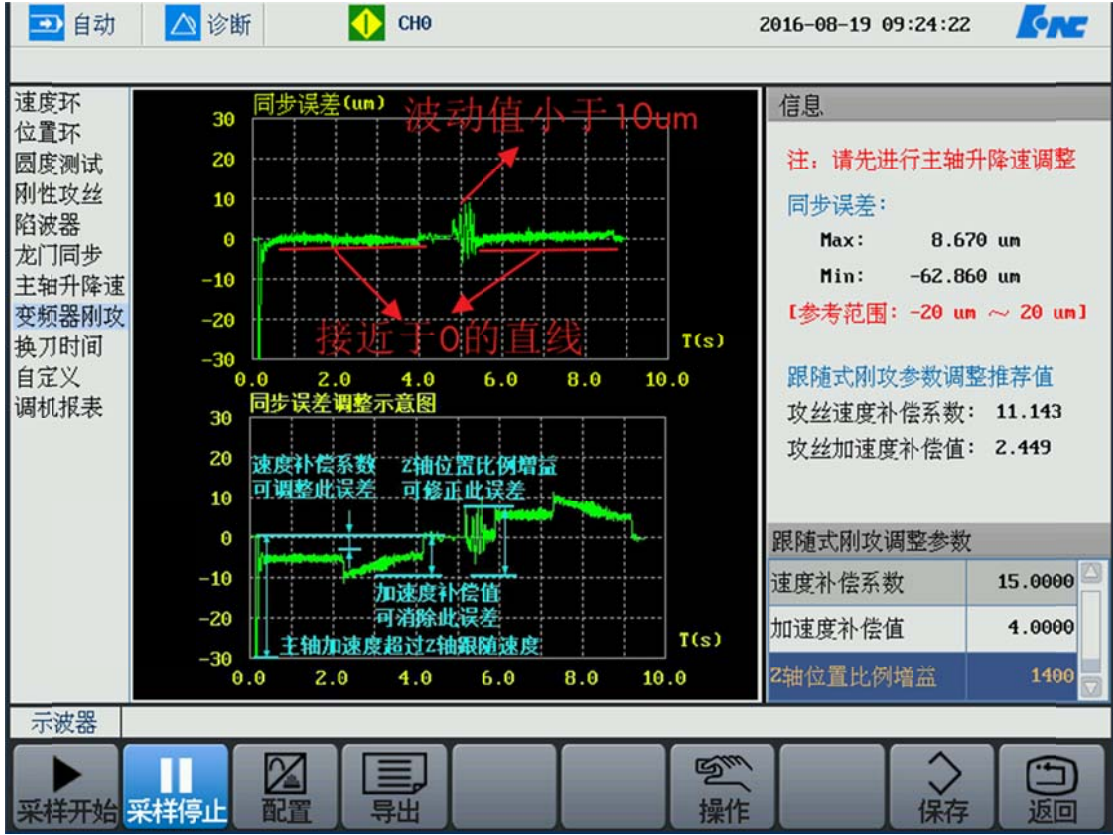 自动
诊断
CH0
2016-08-19 09:24:22
HNC
速度环
位置环
圆度测试
刚性攻丝
陷波器
龙门同步
主轴升降速
变频器刚攻
换刀时间
自定义
调机报表
同步误差(um)
波动值小于10um
30
20
10
0
-10
-20
-30
接近于0的直线
T(s)
0.0 2.0 4.0 6.0 8.0 10.0
同步误差调整示意图
30
20
10
0
-10
-20
-30
速度补偿系数
可调整此误差
Z轴位置比例增益
可修正此误差
加速度补偿值
可消除此误差
主轴加速度超过Z轴跟随速度
T(s)
0.0 2.0 4.0 6.0 8.0 10.0
信息
注: 请先进行主轴升降速调整
同步误差:
Max: 8.670 um
Min: -62.860 um
[参考范围: -20 um ～ 20 um]
跟随式刚攻参数调整推荐值
攻丝速度补偿系数: 11.143
攻丝加速度补偿值: 2.449
跟随式刚攻调整参数
速度补偿系数 15.0000
加速度补偿值 4.0000
Z轴位置比例增益 1400
示波器
采样开始
采样停止
配置
导出
操作
保存
返回